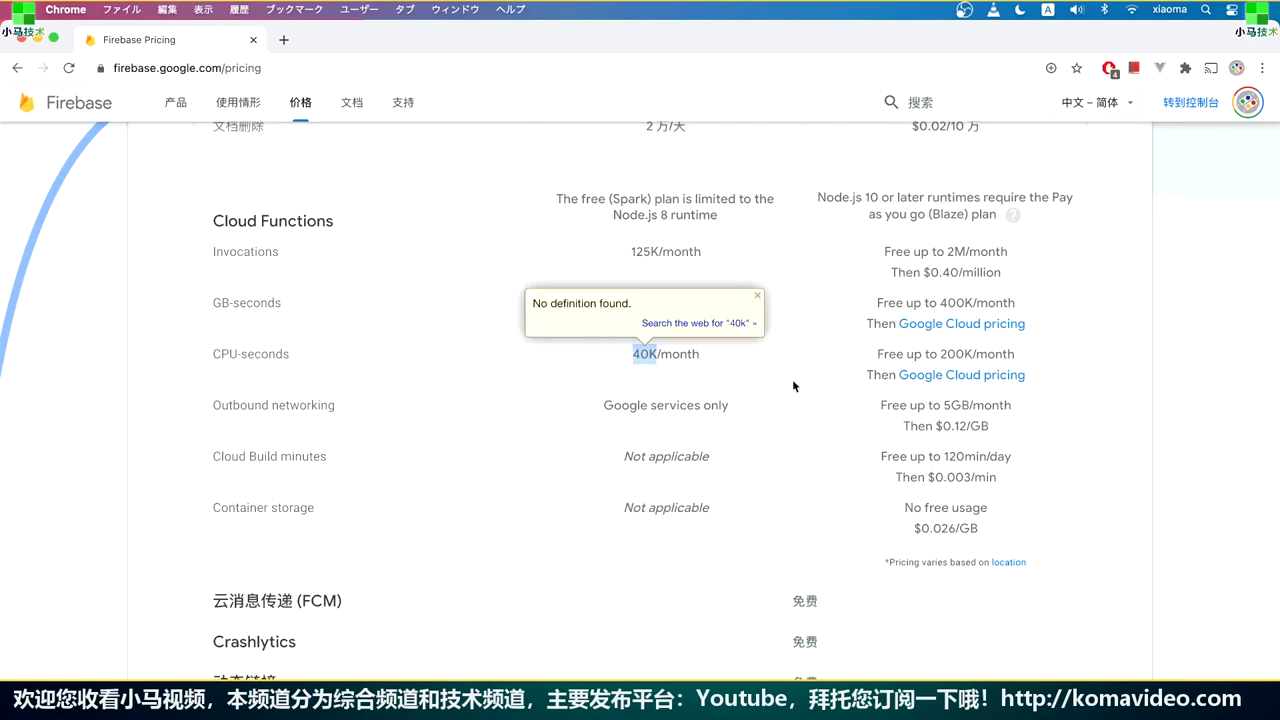 Chrome ファイル 編集 表示 履歴 ブックマーク ユーザー タブ ウィンドウ ヘルプ A xiaoma
小马技术 小马技术
Firebase Pricing
firebase.google.com/pricing 4
Firebase 产品 使用情形 价格 文档 支持 搜索 中文 – 简体 转到控制台
文档删除 2 万/天 $0.02/10 万
The free (Spark) plan is limited to the
Node.js 8 runtime
Node.js 10 or later runtimes require the Pay
as you go (Blaze) plan ?
Cloud Functions
Invocations 125K/month Free up to 2M/month
Then $0.40/million
GB-seconds Free up to 400K/month
Then Google Cloud pricing
No definition found.
Search the web for "40k" »
CPU-seconds 40K/month Free up to 200K/month
Then Google Cloud pricing
Outbound networking Google services only Free up to 5GB/month
Then $0.12/GB
Cloud Build minutes Not applicable Free up to 120min/day
Then $0.003/min
Container storage Not applicable No free usage
$0.026/GB
*Pricing varies based on location
云消息传递 (FCM) 免费
Crashlytics 免费
欢迎您收看小马视频，本频道分为综合频道和技术频道，主要发布平台：Youtube，拜托您订阅一下哦！http://komavideo.com